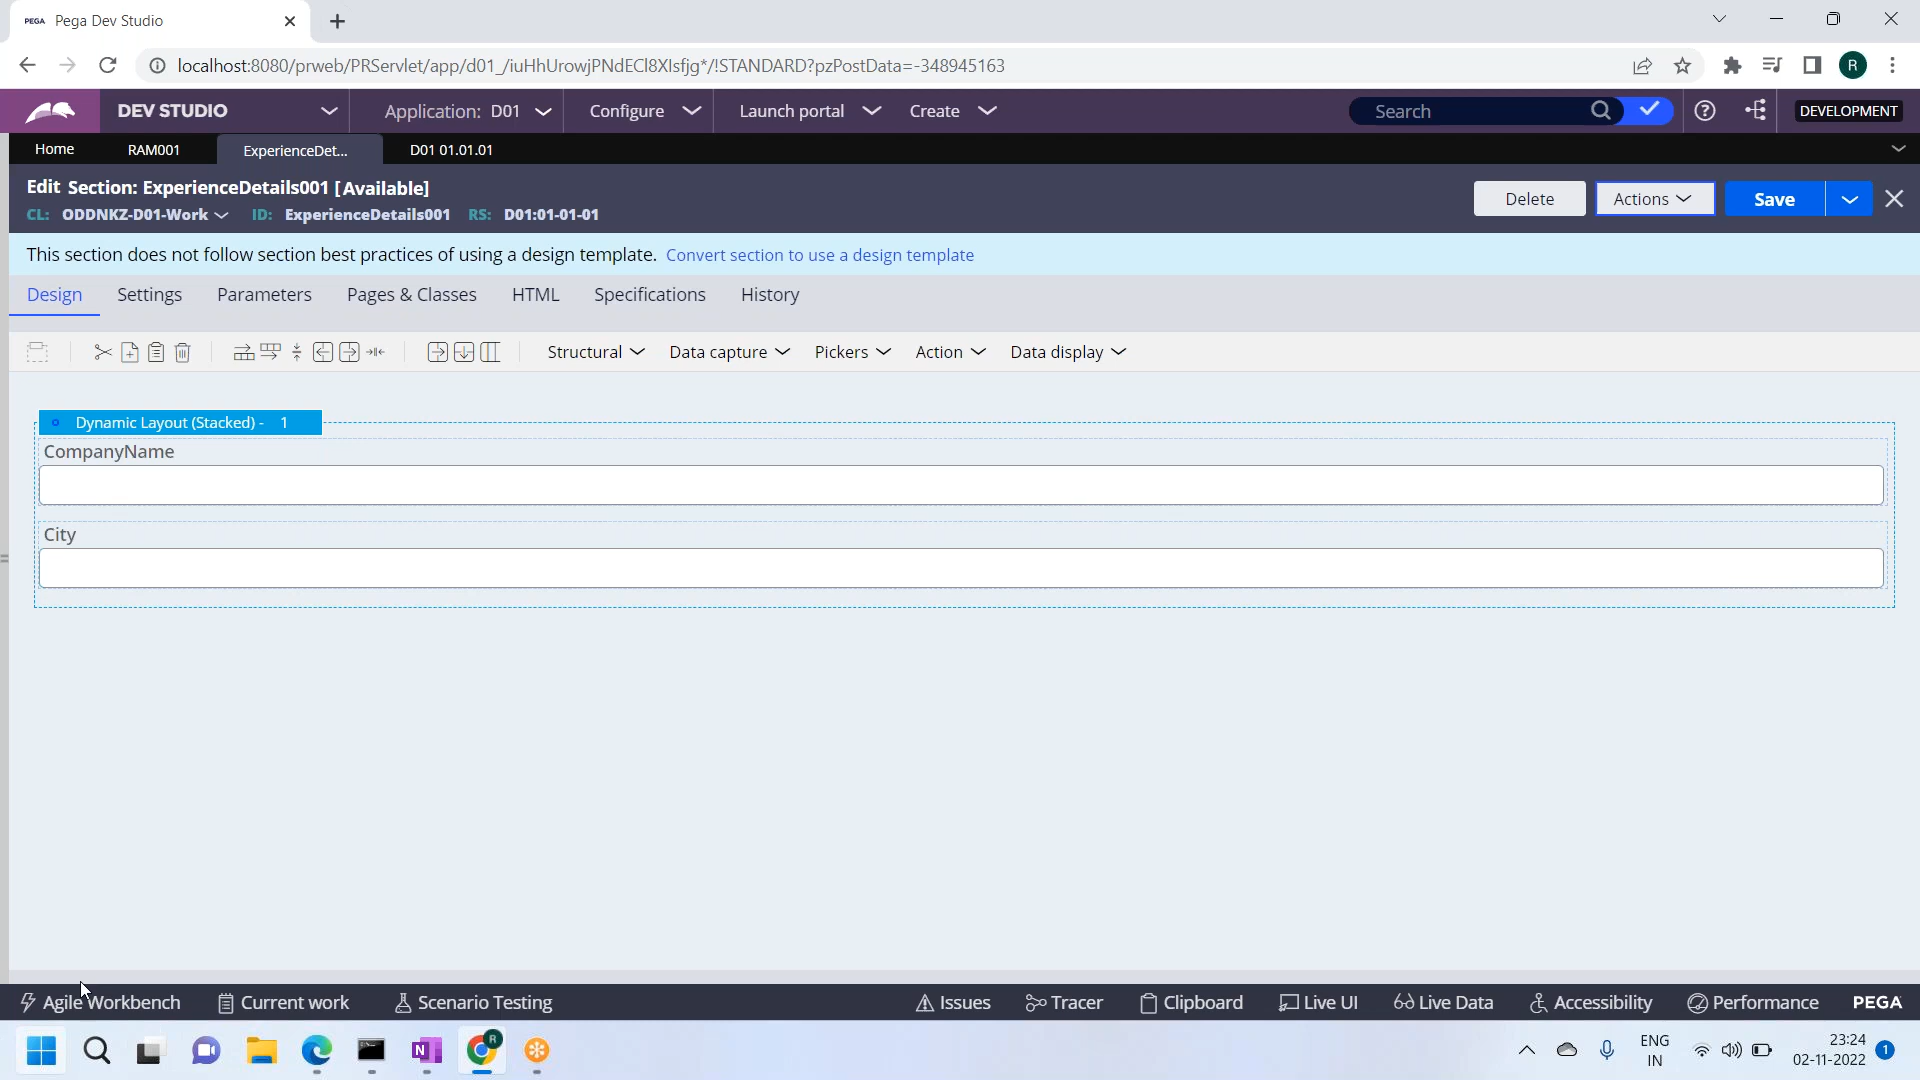 PEGA Pega Dev Studio
localhost:8080/prweb/PRServlet/app/d01_/iuHhUrowjPNdECl8XIsfjg*/!STANDARD?pzPostData=-348945163
R
DEV STUDIO Application: D01 Configure Launch portal Create Search DEVELOPMENT
Home RAM001 ExperienceDet... D01 01.01.01
Edit Section: ExperienceDetails001 [Available]
CL: ODDNKZ-D01-Work ID: ExperienceDetails001 RS: D01:01-01-01
Delete Actions Save
This section does not follow section best practices of using a design template. Convert section to use a design template
Design Settings Parameters Pages & Classes HTML Specifications History
Structural Data capture Pickers Action Data display
Dynamic Layout (Stacked) - 1
CompanyName
City
Agile Workbench Current work Scenario Testing Issues Tracer Clipboard Live UI Live Data Accessibility Performance PEGA
ENG
IN
23:24
02-11-2022
1